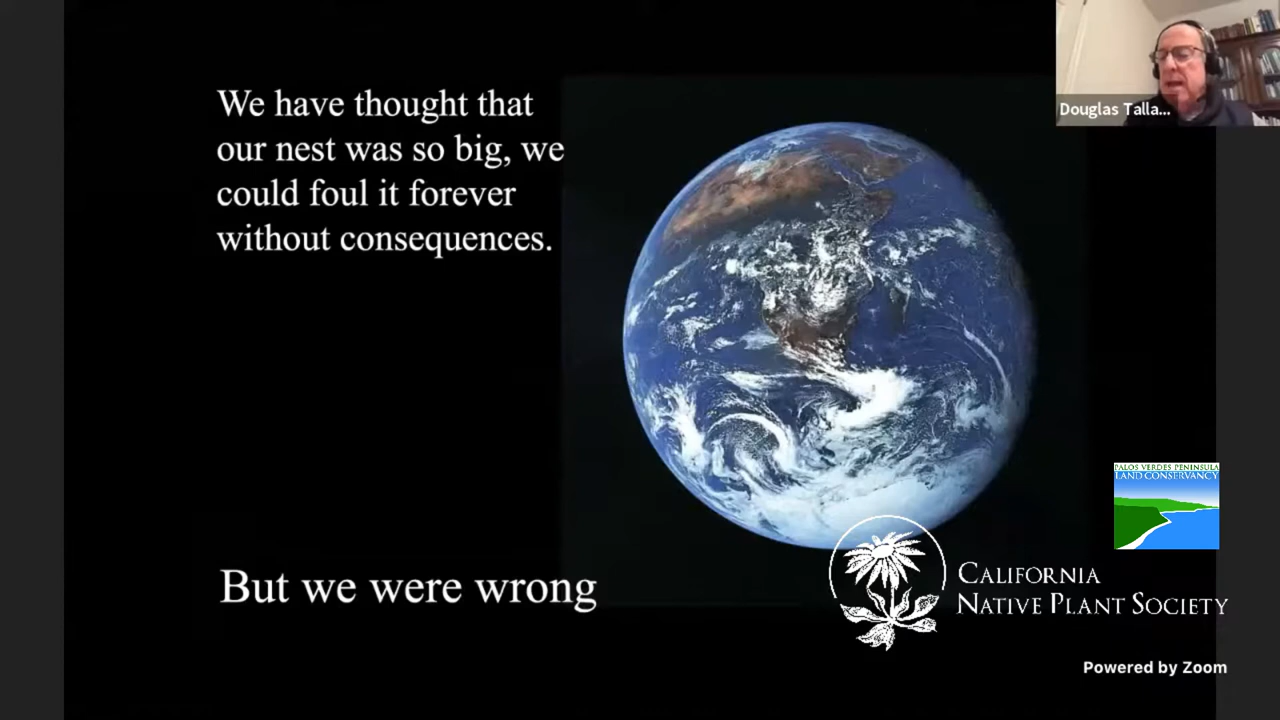 We have thought that
our nest was so big, we
could foul it forever
without consequences.
Douglas Talla...
PALOS VERDES PENINSULA
LAND CONSERVANCY
But we were wrong
CALIFORNIA
NATIVE PLANT SOCIETY
Powered by Zoom